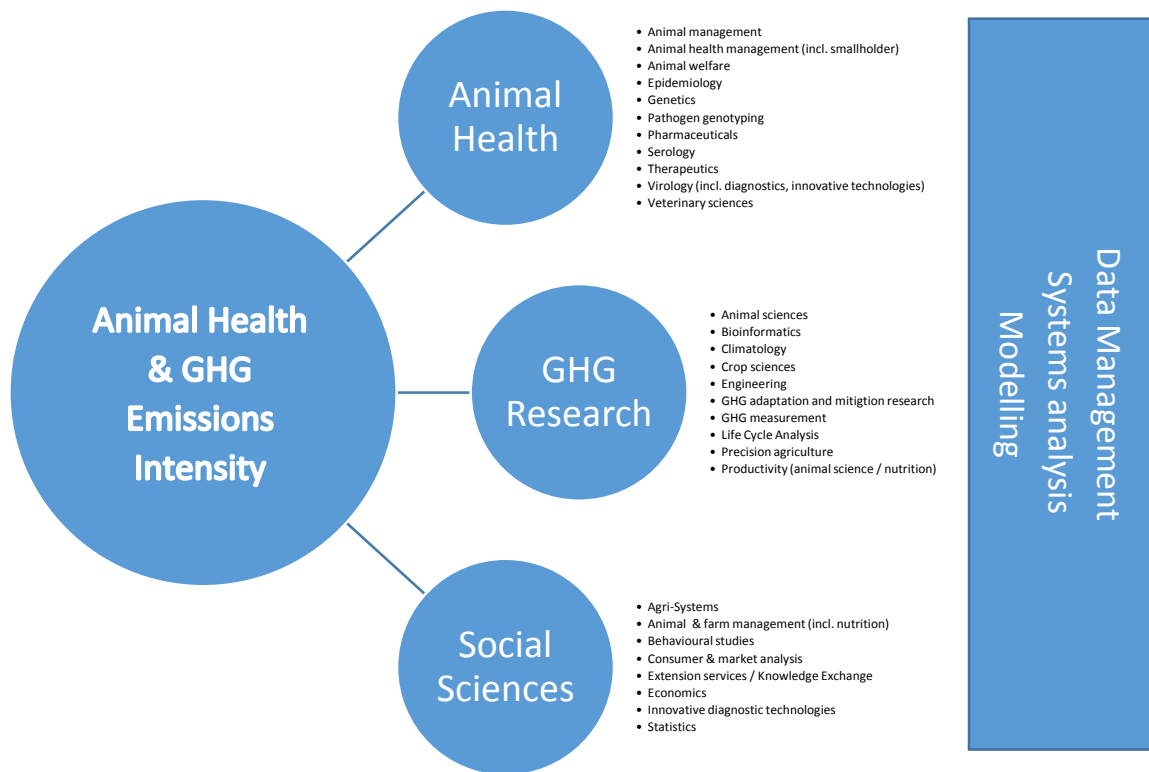 Animal Health
& GHG
Emissions
Intensity
Animal
Health
• Animal management
• Animal health management (incl. smallholder)
• Animal welfare
• Epidemiology
• Genetics
• Pathogen genotyping
• Pharmaceuticals
• Serology
• Therapeutics
• Virology (incl. diagnostics, innovative technologies)
• Veterinary sciences
GHG
Research
• Animal sciences
• Bioinformatics
• Climatology
• Crop sciences
• Engineering
• GHG adaptation and mitigtion research
• GHG measurement
• Life Cycle Analysis
• Precision agriculture
• Productivity (animal science / nutrition)
Social
Sciences
• Agri-Systems
• Animal & farm management (incl. nutrition)
• Behavioural studies
• Consumer & market analysis
• Extension services / Knowledge Exchange
• Economics
• Innovative diagnostic technologies
• Statistics
Data Management
Systems analysis
Modelling